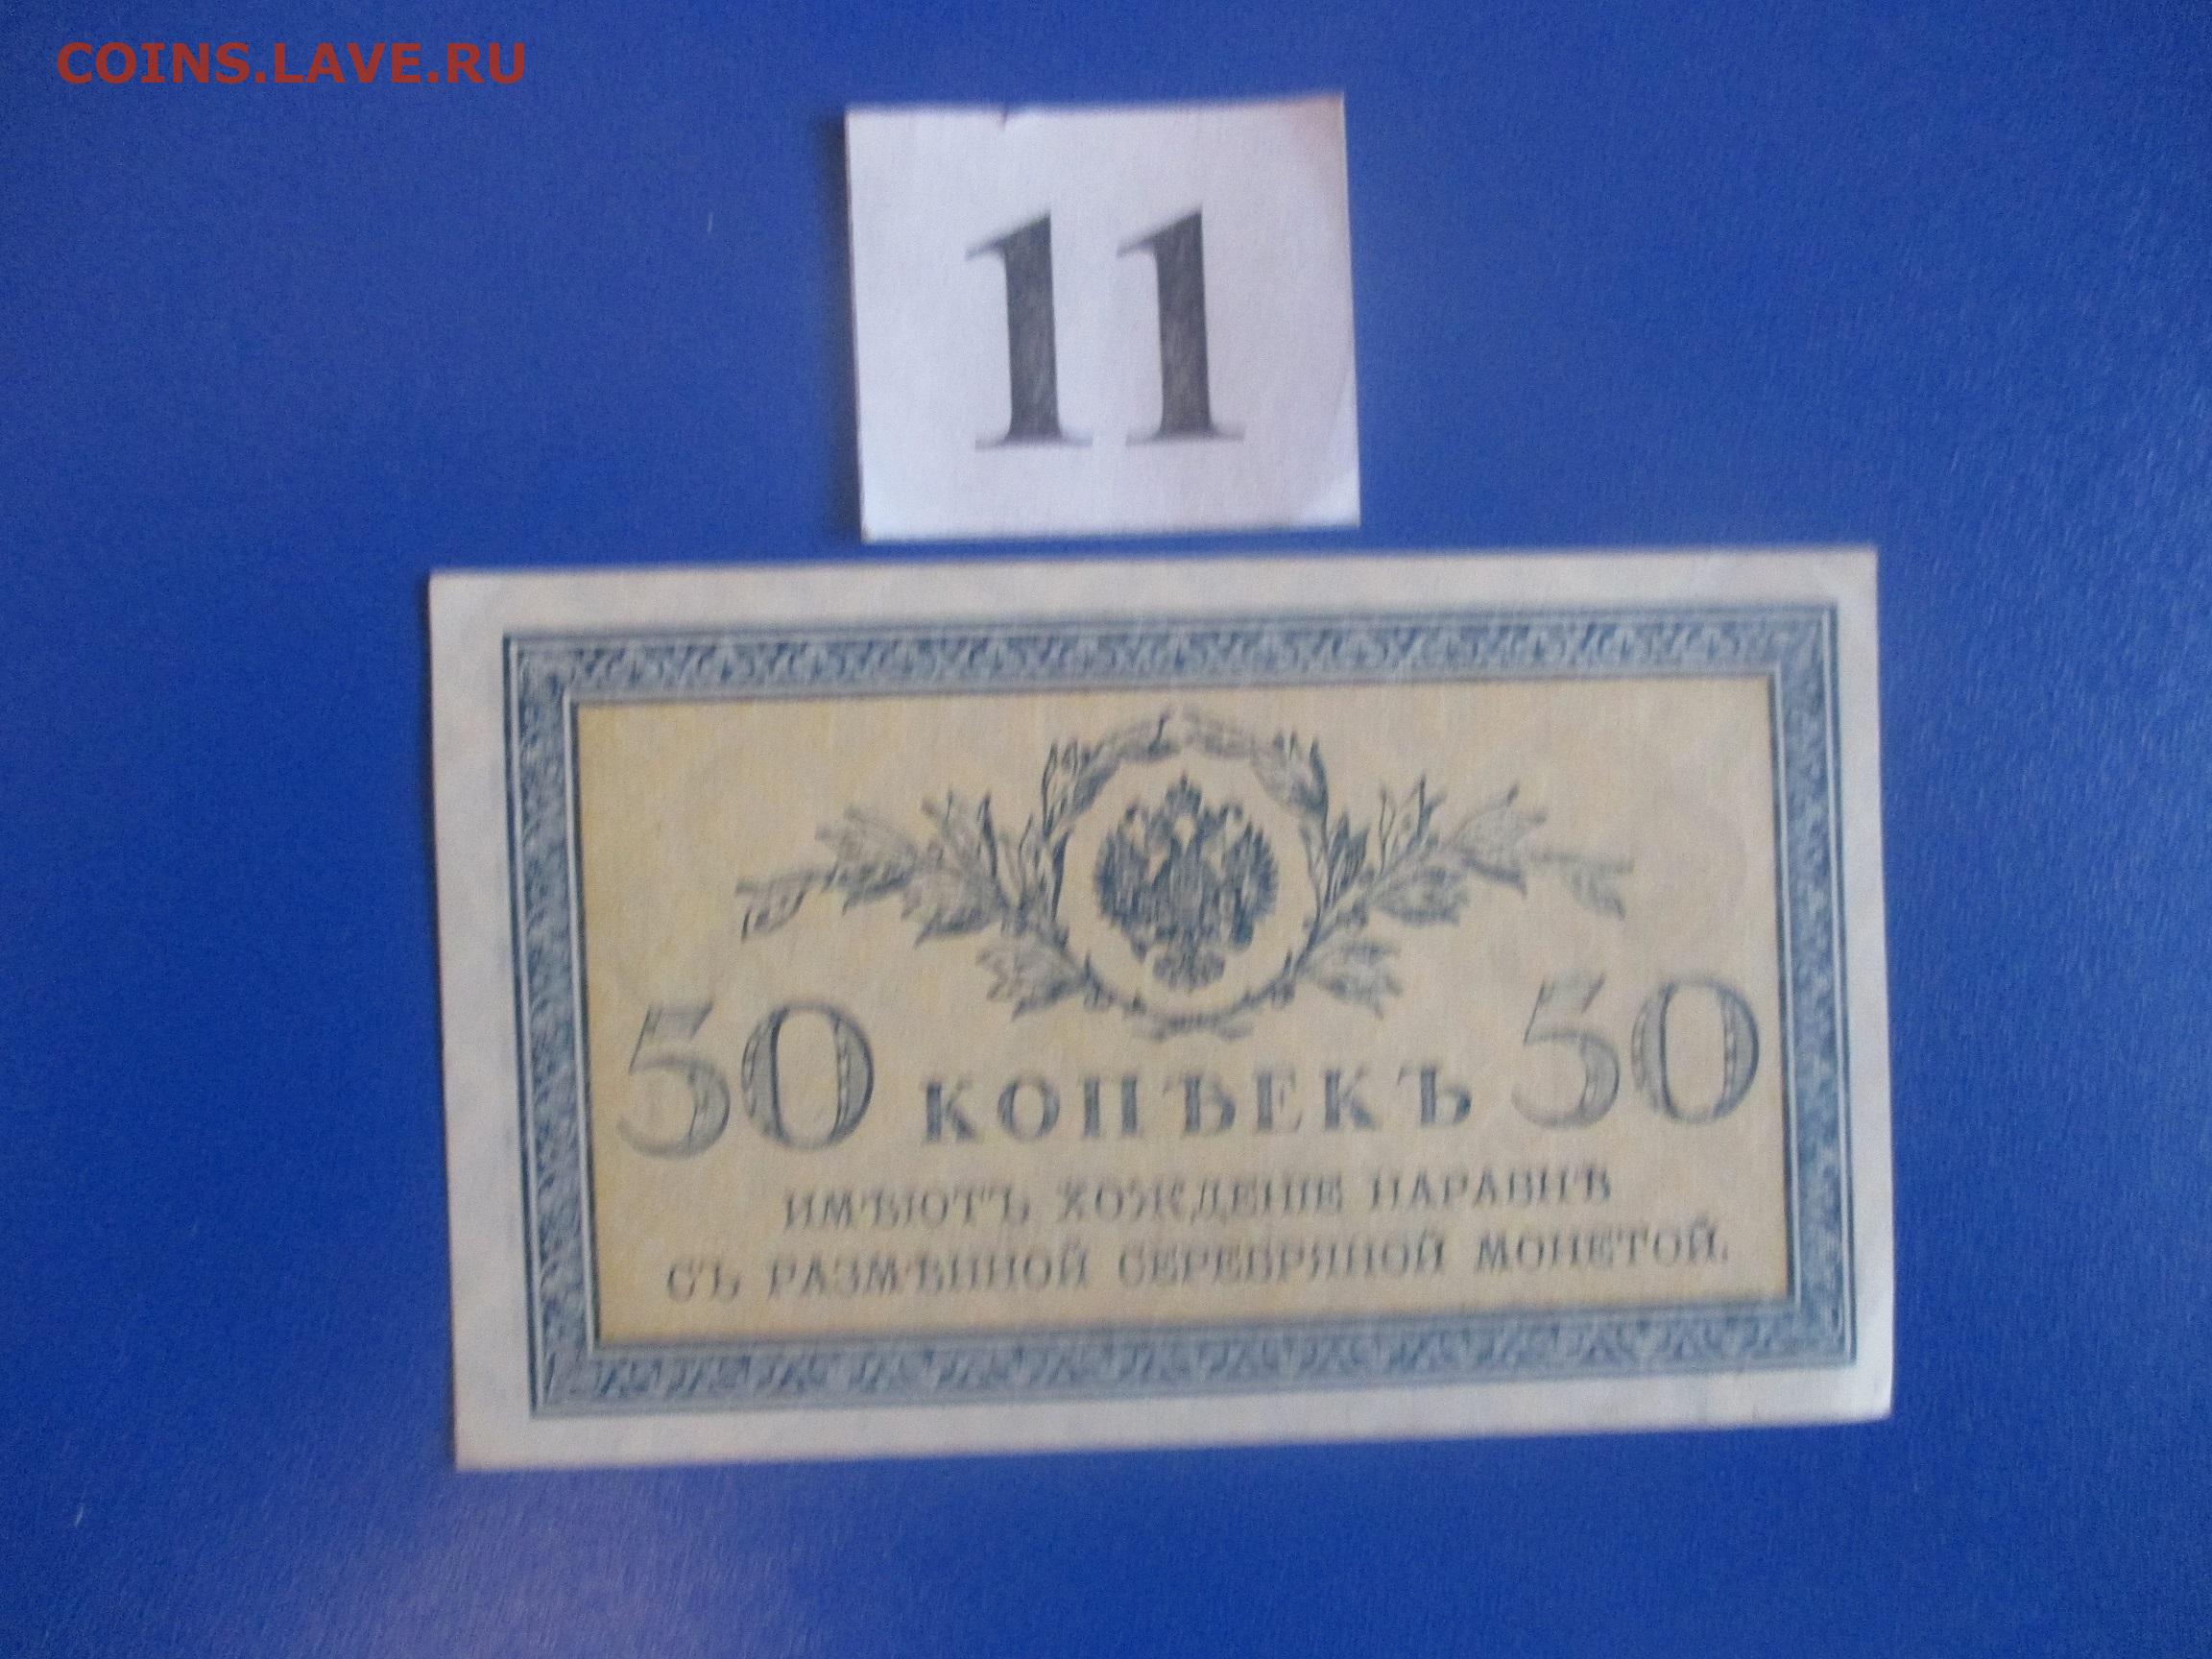 COINS.LAVE.RU
11
50 КОПѢЕКЪ 50
ИМѢЮТЪ ХОЖДЕНІЕ НАРАВНѢ
СЪ РАЗМѢННОЙ СЕРЕБРЯНОЙ МОНЕТОЙ.